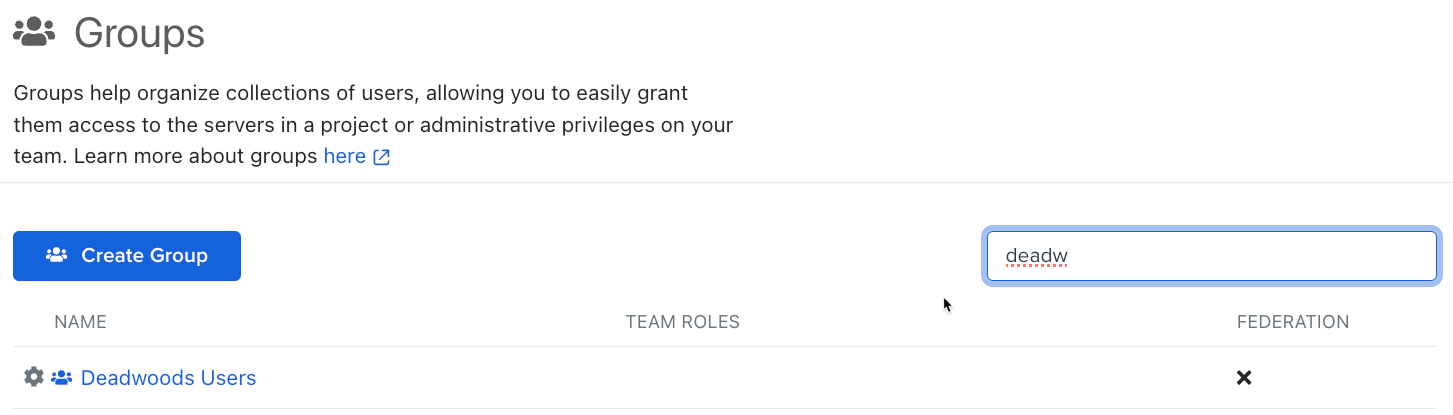 Groups
Groups help organize collections of users, allowing you to easily grant
them access to the servers in a project or administrative privileges on your
team. Learn more about groups here
Create Group
deadw
NAME TEAM ROLES FEDERATION
Deadwoods Users